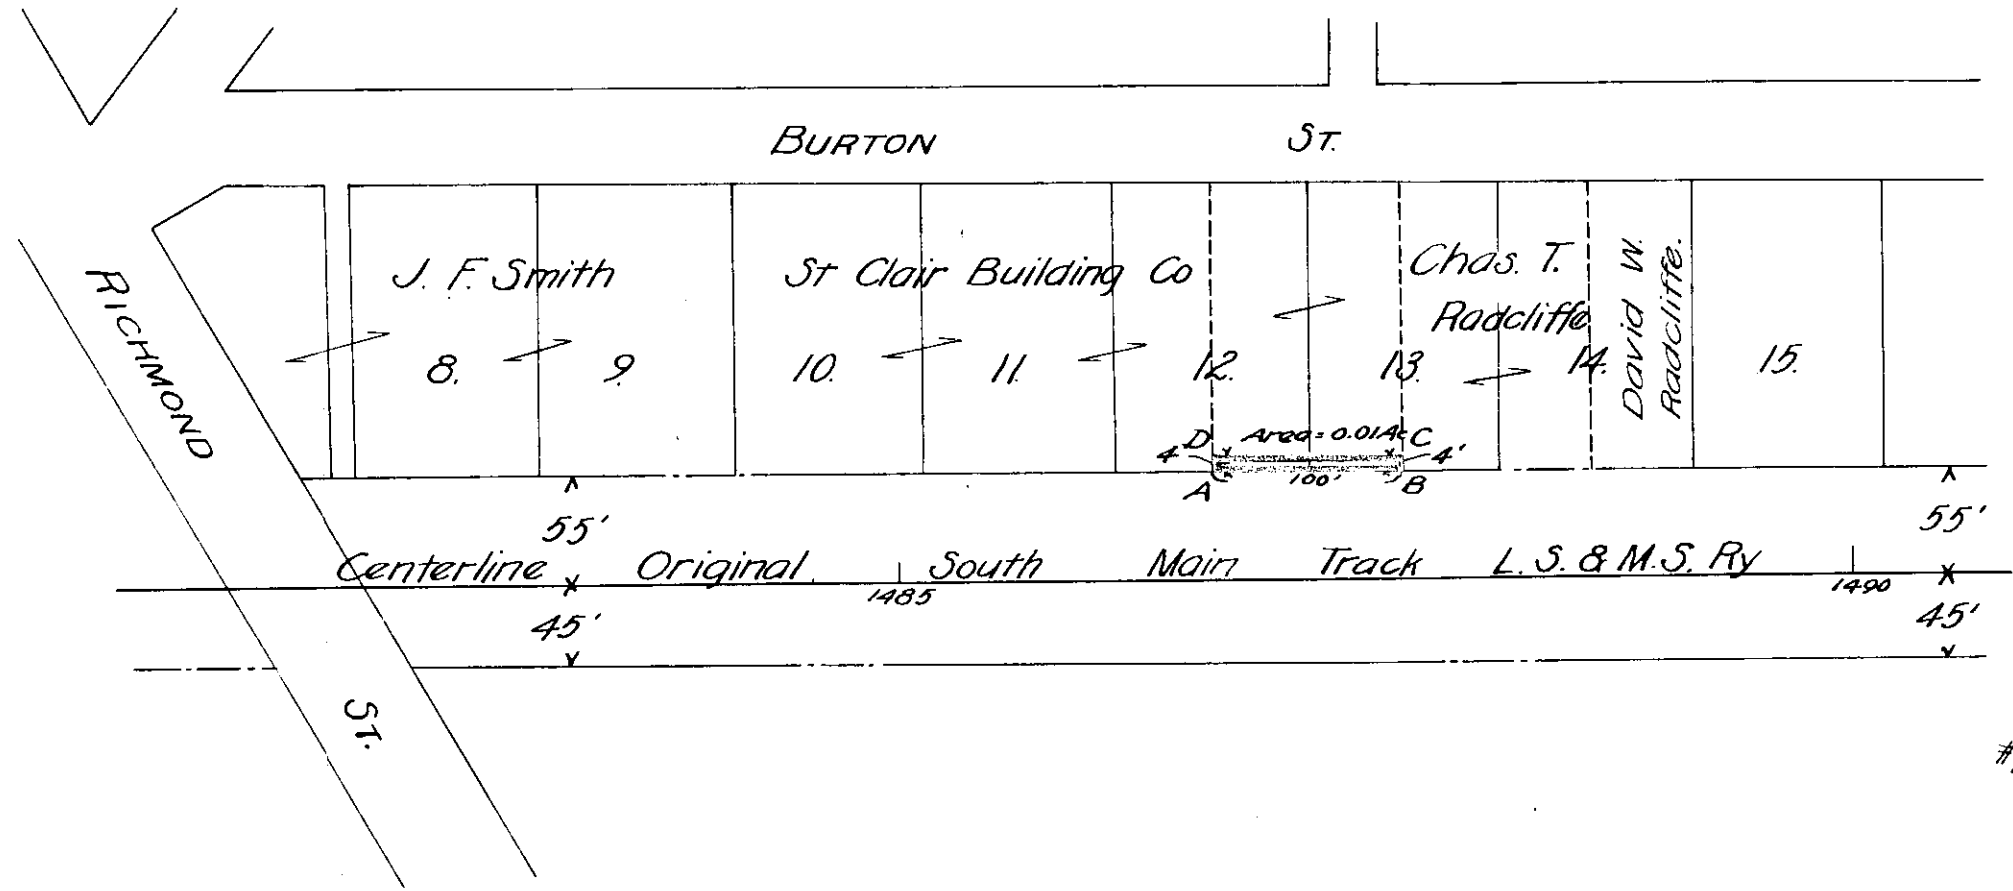 BURTON ST.
RICHMOND ST.
J. F. Smith
St Clair Building Co
Chas. T.
Radcliffe
David W.
Radcliffe.
8. 9. 10. 11. 12. 13. 14. 15.
D Area = 0.01Ac C
4' 4'
A 100' B
55' 55'
Centerline Original South Main Track L. S. & M. S. Ry
1485 1490
45' 45'